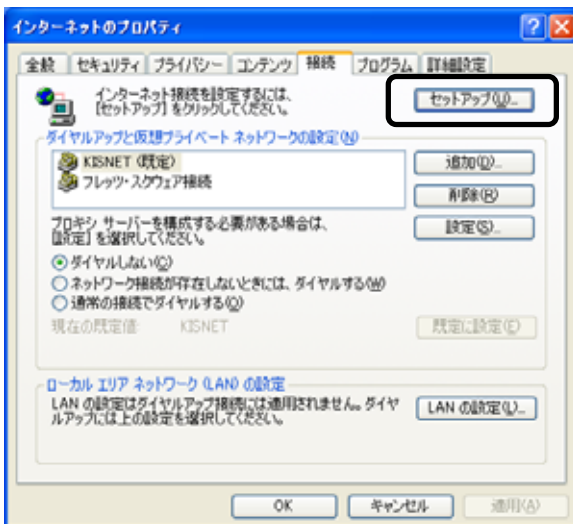 インターネットのプロパティ
全般 セキュリティ プライバシー コンテンツ 接続 プログラム 詳細設定
インターネット接続を設定するには、
[セットアップ] をクリックしてください。
セットアップ(U)...
ダイヤルアップと仮想プライベート ネットワークの設定(N)
KISNET (既定)
フレッツ・スクウェア接続
追加(D)...
削除(R)
プロキシ サーバーを構成する必要がある場合は、
[設定] を選択してください。
設定(S)...
ダイヤルしない(C)
ネットワーク接続が存在しないときには、ダイヤルする(W)
通常の接続でダイヤルする(O)
現在の既定値: KISNET
既定に設定(E)
ローカル エリア ネットワーク (LAN) の設定
LAN の設定はダイヤルアップ接続には適用されません。ダイヤ
ルアップには上の設定を選択してください。
LAN の設定(L)...
OK キャンセル 適用(A)